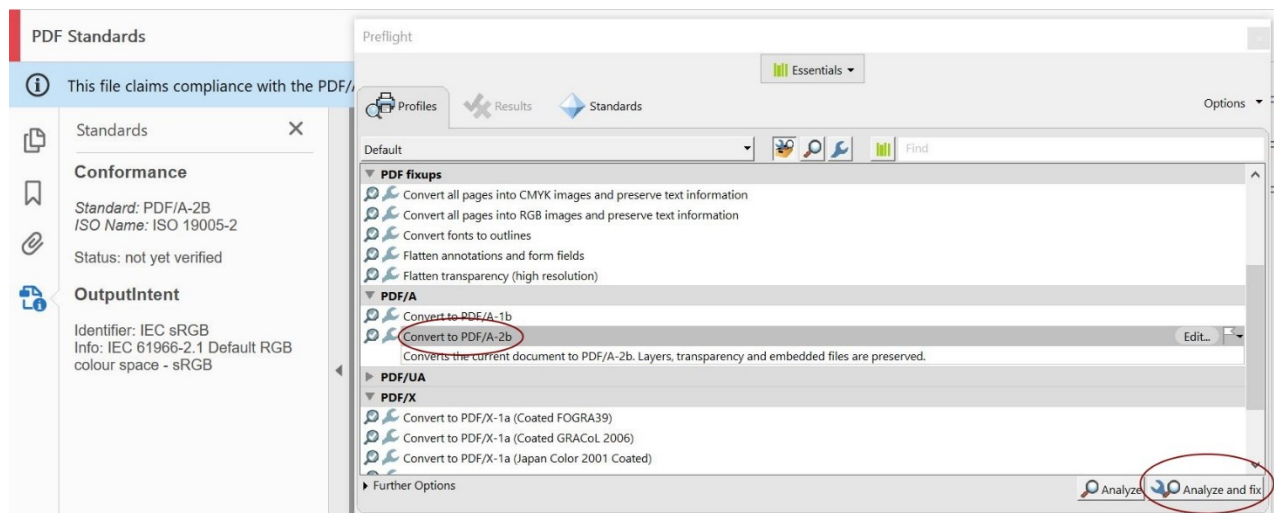 PDF Standards
This file claims compliance with the PDF/
Standards
Conformance
Standard: PDF/A-2B
ISO Name: ISO 19005-2
Status: not yet verified
OutputIntent
Identifier: IEC sRGB
Info: IEC 61966-2.1 Default RGB
colour space - sRGB
Preflight
Essentials
Profiles
Results
Standards
Options
Default
Find
PDF fixups
Convert all pages into CMYK images and preserve text information
Convert all pages into RGB images and preserve text information
Convert fonts to outlines
Flatten annotations and form fields
Flatten transparency (high resolution)
PDF/A
Convert to PDF/A-1b
Convert to PDF/A-2b
Edit...
Converts the current document to PDF/A-2b. Layers, transparency and embedded files are preserved.
PDF/UA
PDF/X
Convert to PDF/X-1a (Coated FOGRA39)
Convert to PDF/X-1a (Coated GRACoL 2006)
Convert to PDF/X-1a (Japan Color 2001 Coated)
Further Options
Analyze
Analyze and fix